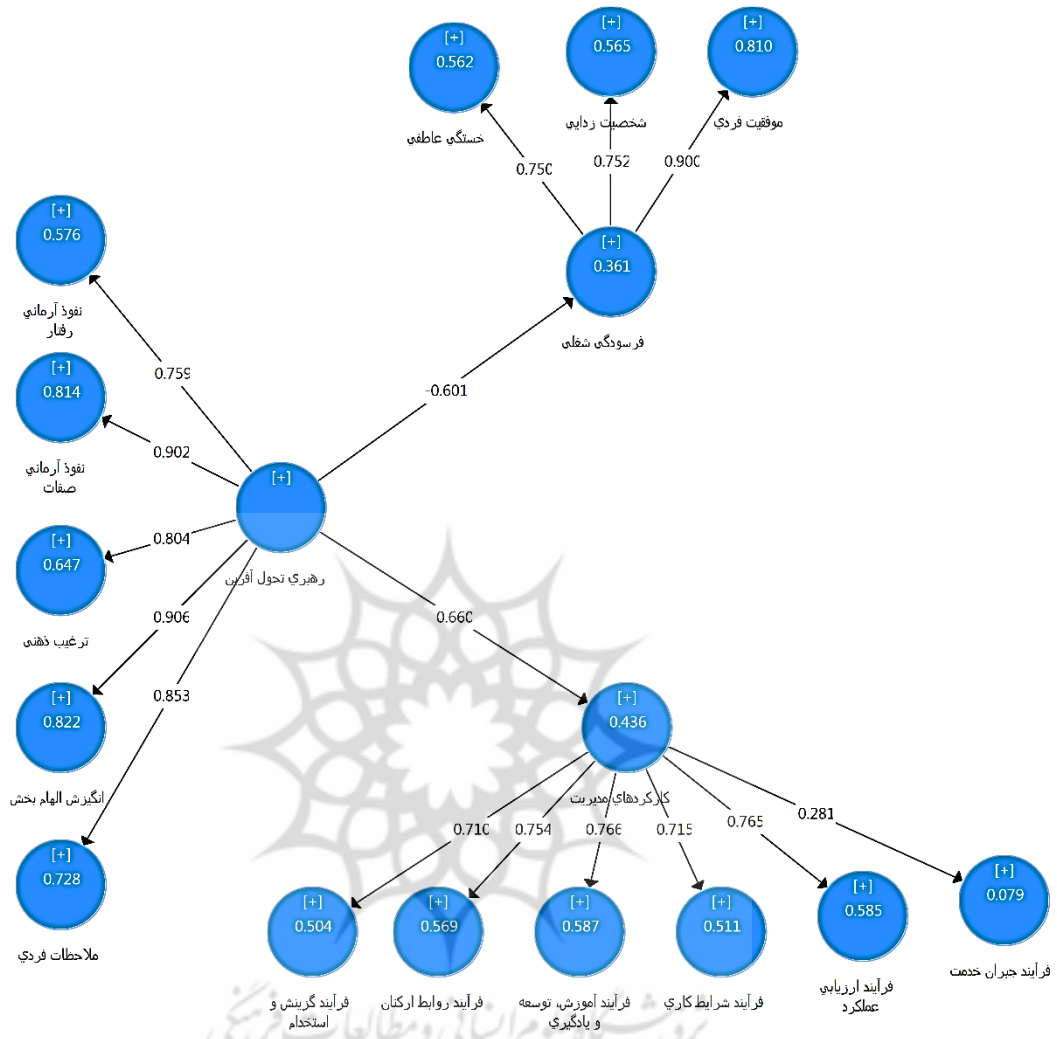 [+]
0.562
خستگي عاطفي
[+]
0.565
شخصيت زدايي
[+]
0.810
موفقيت فردي
0.750
0.752
0.900
[+]
0.361
فرسودگي شغلي
[+]
0.576
نفوذ آرماني
رفتار
0.759
[+]
0.814
نفوذ آرماني
صفات
0.902
-0.601
[+]
رهبري تحول آفرين
[+]
0.647
ترغيب ذهني
0.804
[+]
0.822
انگيزش الهام بخش
0.906
[+]
0.728
ملاحظات فردي
0.853
0.660
[+]
0.436
كاركردهاي مديريت
0.710
0.754
0.766
0.715
0.765
0.281
[+]
0.504
فرآيند گزينش و
استخدام
[+]
0.569
فرآيند روابط اركنان
[+]
0.587
فرآيند آموزش، توسعه
و يادگيري
[+]
0.511
فرآيند شرايط كاري
[+]
0.585
فرآيند ارزيابي
عملكرد
[+]
0.079
فرآيند جبران خدمت
پژوهشگاه علوم انسانی و مطالعات فرهنگی